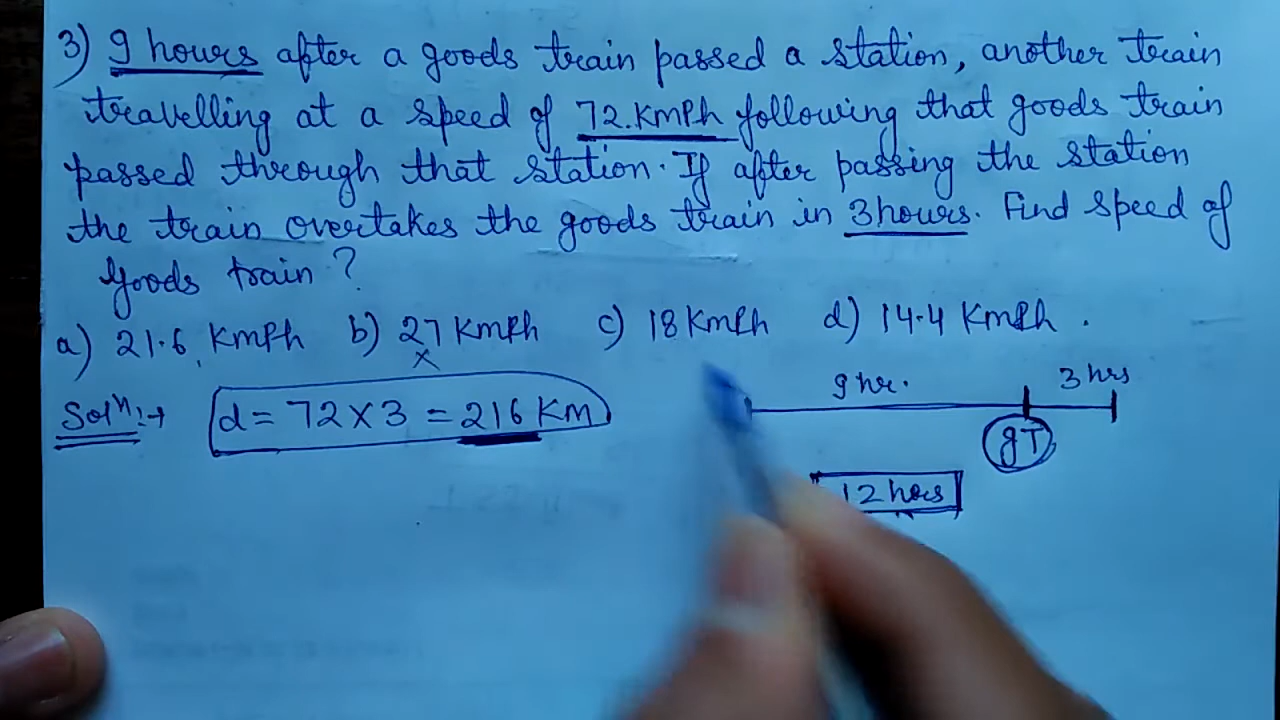 3) 9 hours after a goods train passed a station, another train
travelling at a speed of 72.KmPh following that goods train
passed through that station. If after passing the station
the train overtakes the goods train in 3 hours. Find speed of
goods train ?
a) 21.6 KmPh b) 27 KmPh c) 18 KmPh d) 14.4 KmPh .
x
Solⁿ:→ d = 72 x 3 = 216 Km
9 hr. 3 hrs
gT
12 hors